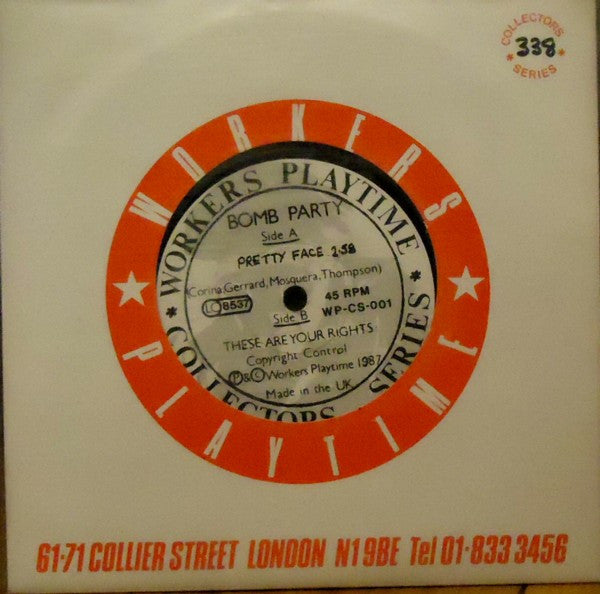 COLLECTORS
338
* SERIES *
WORKERS
★ PLAYTIME ★
WORKERS PLAYTIME
* COLLECTORS * SERIES *
BOMB PARTY
Side A
PRETTY FACE 2.58
(Corina, Gerrard, Mosquera, Thompson)
LC 8537
45 RPM
Side B
WP-CS-001
THESE ARE YOUR RIGHTS
Copyright Control
Ⓟ&©Workers Playtime 1987
Made in the UK
61-71 COLLIER STREET LONDON N1 9BE Tel 01-833 3456